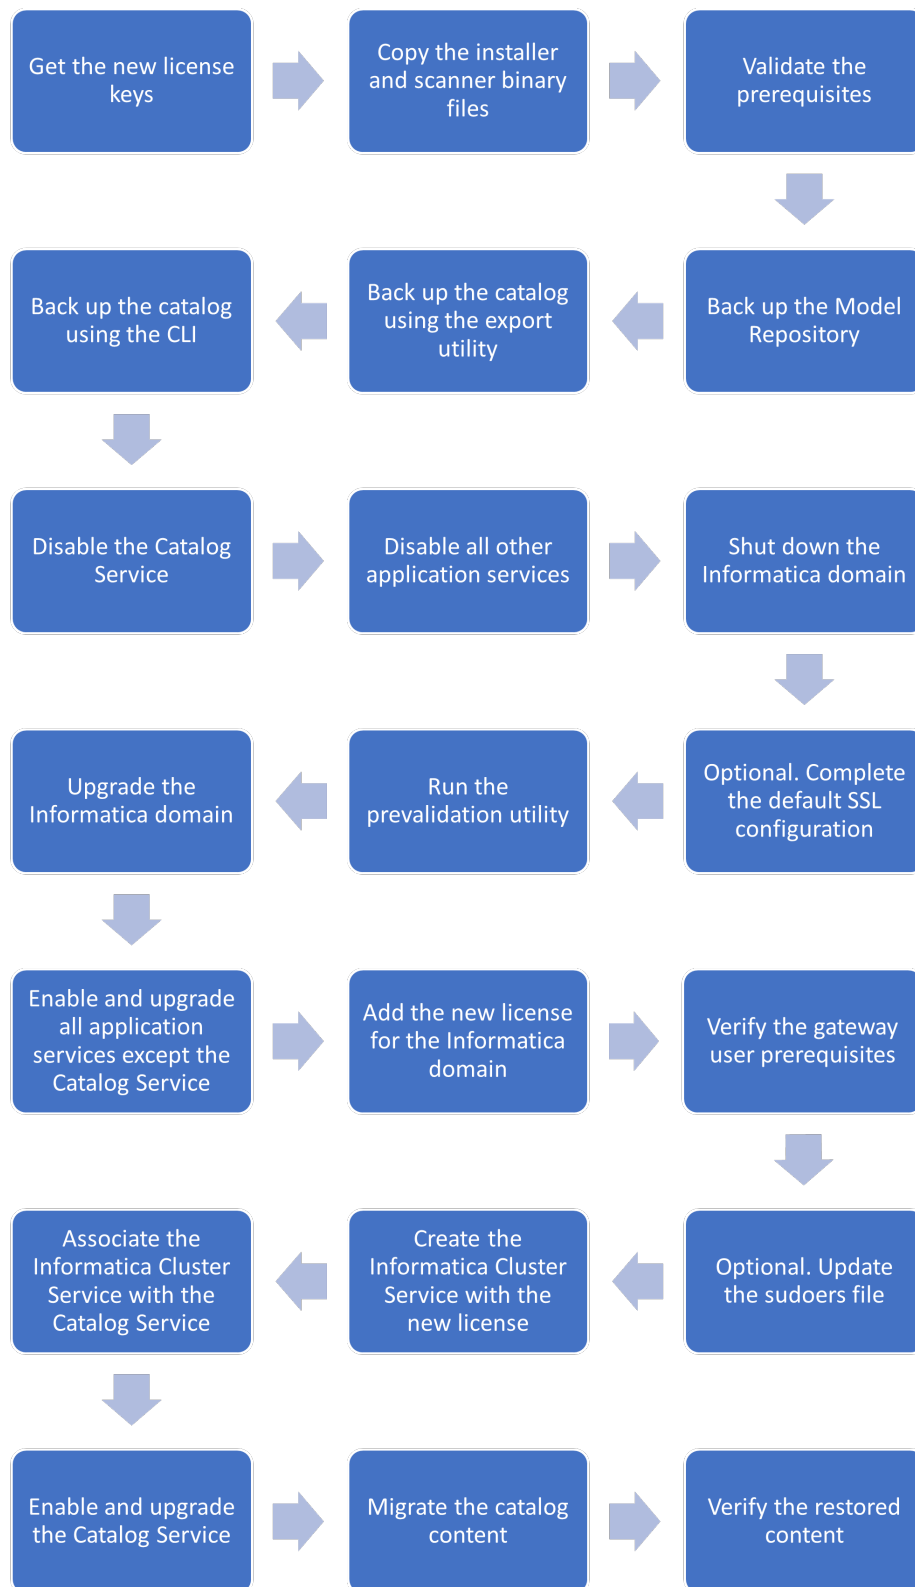 Get the new license
keys
Copy the installer
and scanner binary
files
Validate the
prerequisites
Back up the Model
Repository
Back up the catalog
using the export
utility
Back up the catalog
using the CLI
Disable the Catalog
Service
Disable all other
application services
Shut down the
Informatica domain
Optional. Complete
the default SSL
configuration
Run the
prevalidation utility
Upgrade the
Informatica domain
Enable and upgrade
all application
services except the
Catalog Service
Add the new license
for the Informatica
domain
Verify the gateway
user prerequisites
Optional. Update
the sudoers file
Create the
Informatica Cluster
Service with the
new license
Associate the
Informatica Cluster
Service with the
Catalog Service
Enable and upgrade
the Catalog Service
Migrate the catalog
content
Verify the restored
content